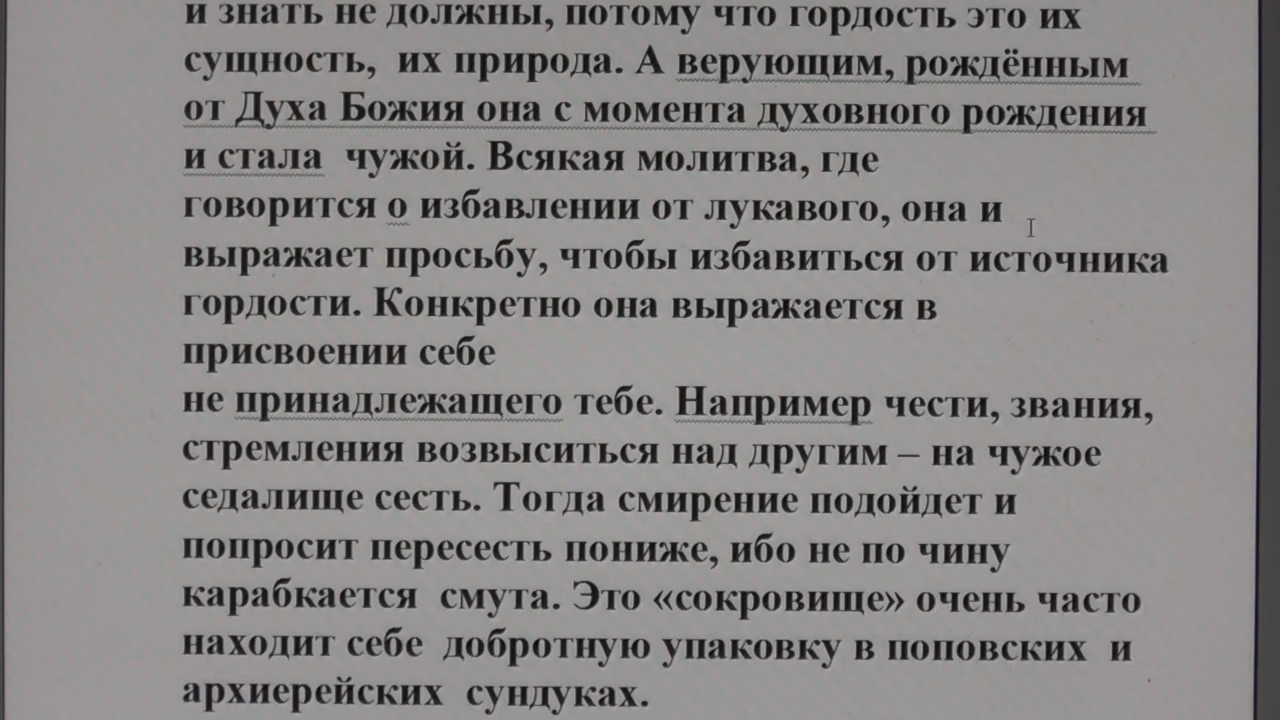 и знать не должны, потому что гордость это их
сущность,  их природа. А верующим, рождённым
от Духа Божия она с момента духовного рождения
и стала  чужой. Всякая молитва, где
говорится о избавлении от лукавого, она и
выражает просьбу, чтобы избавиться от источника
гордости. Конкретно она выражается в
присвоении себе
не принадлежащего тебе. Например чести, звания,
стремления возвыситься над другим – на чужое
седалище сесть. Тогда смирение подойдет и
попросит пересесть пониже, ибо не по чину
карабкается  смута. Это «сокровище» очень часто
находит себе  добротную упаковку в поповских  и
архиерейских  сундуках.